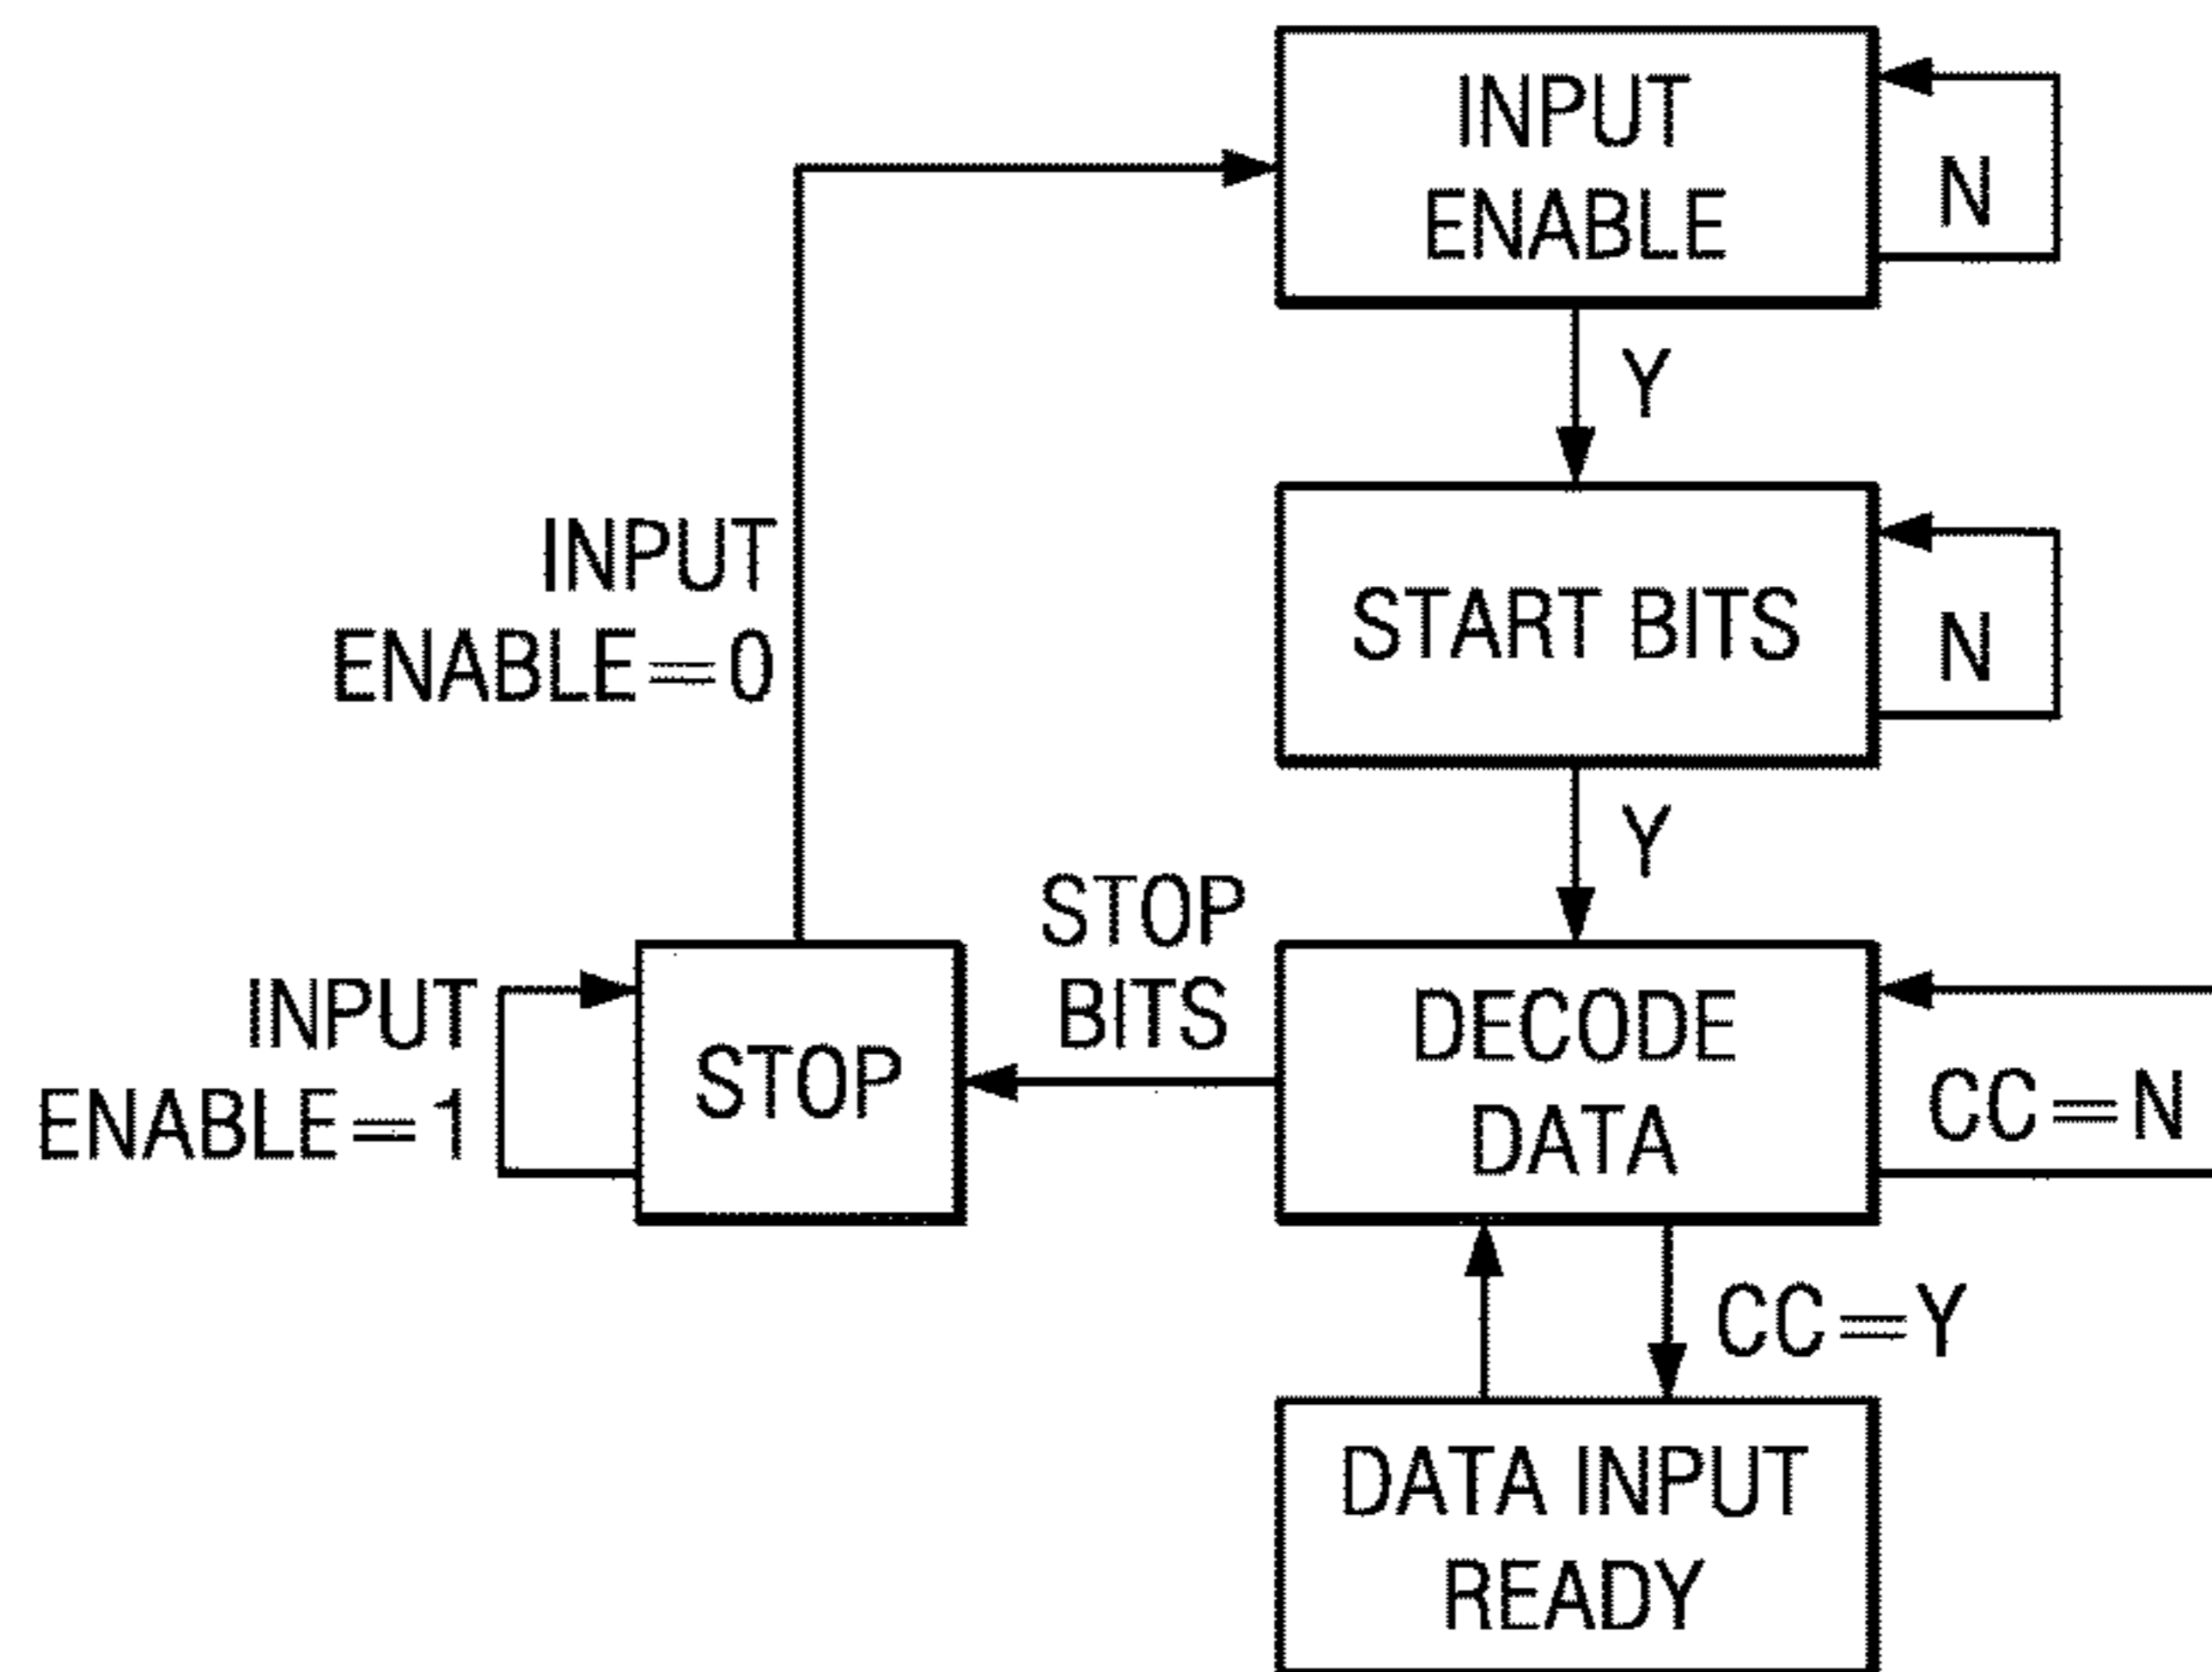 INPUT
ENABLE
N
Y
INPUT
ENABLE=0
START BITS
N
Y
STOP
BITS
INPUT
ENABLE=1
STOP
DECODE
DATA
CC=N
CC=Y
DATA INPUT
READY